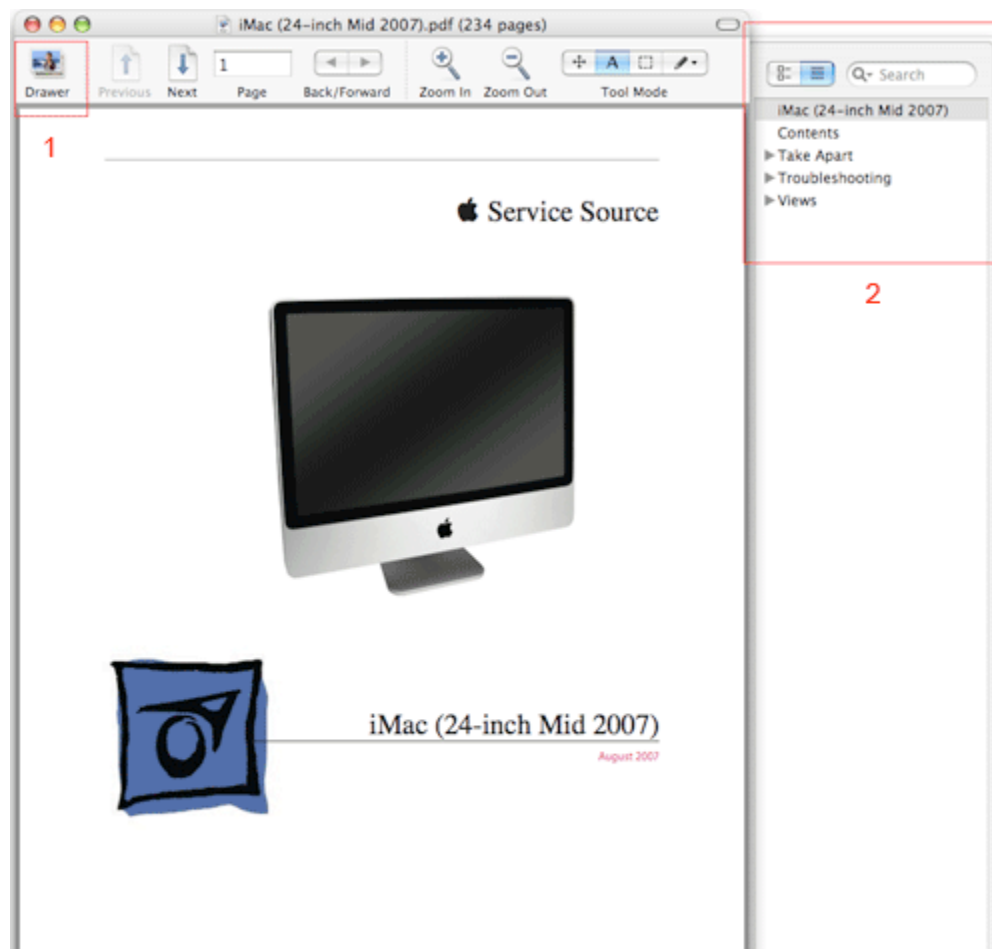 iMac (24-inch Mid 2007).pdf (234 pages)
1
Drawer
Previous
Next
Page
Back/Forward
Zoom In
Zoom Out
A
Tool Mode
Search
iMac (24-inch Mid 2007)
Contents
Take Apart
Troubleshooting
Views
1
2
Service Source
iMac (24-inch Mid 2007)
August 2007